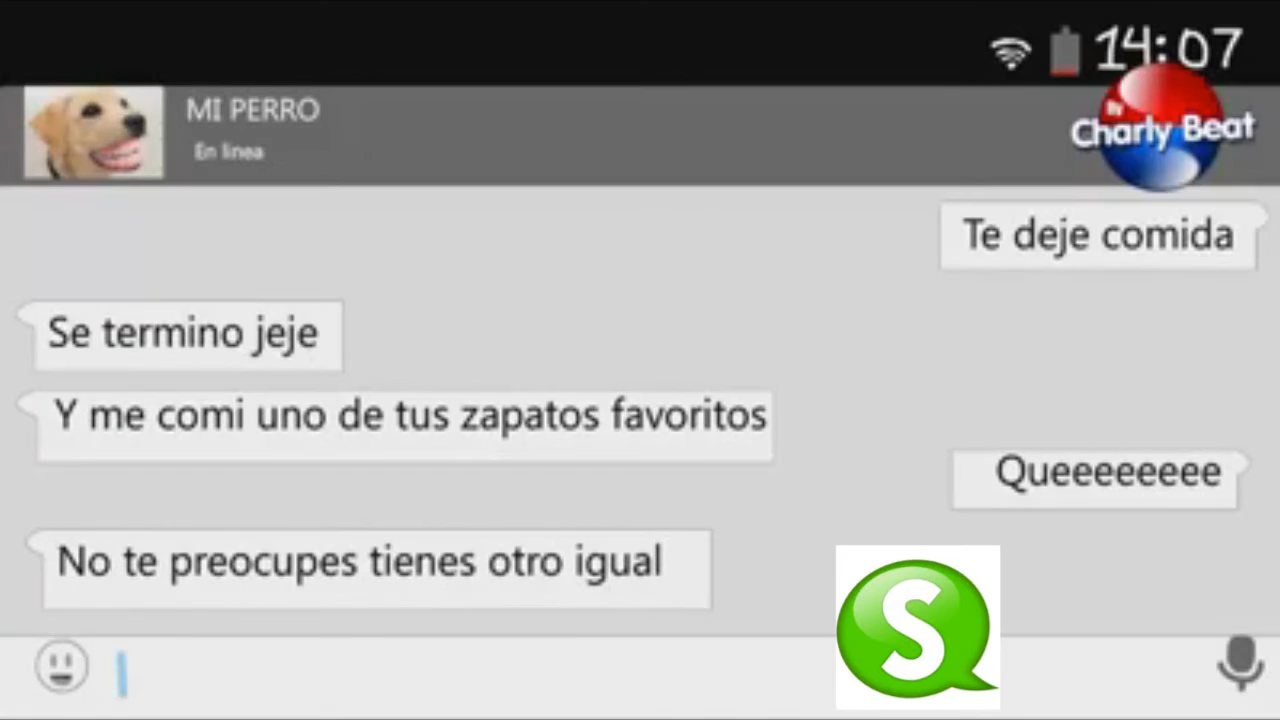 14:07
MI PERRO
En linea
By
Charly Beat
Te deje comida
Se termino jeje
Y me comi uno de tus zapatos favoritos
Queeeeeeee
No te preocupes tienes otro igual
S